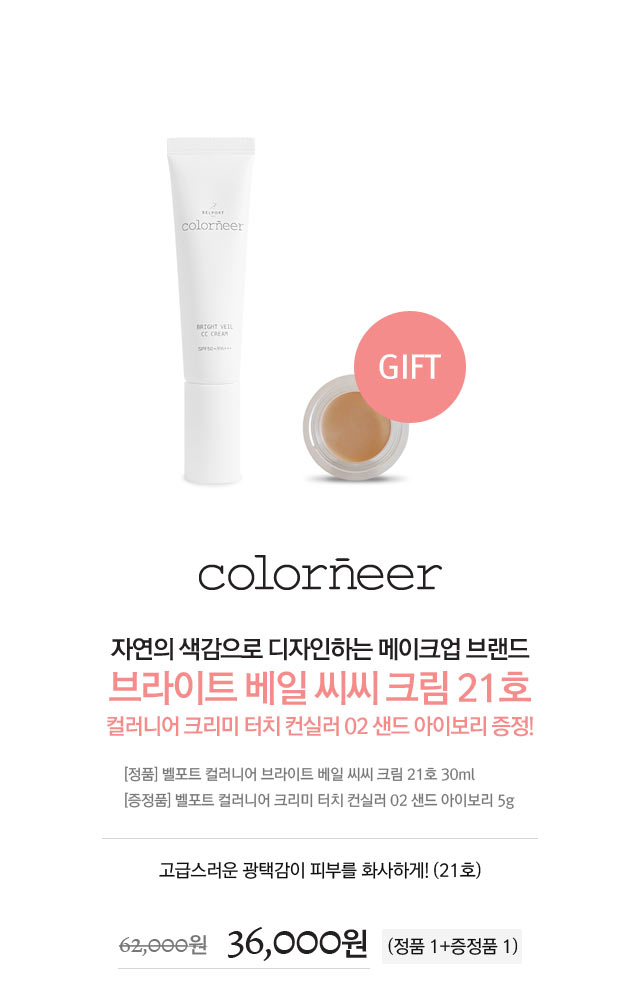 BELPORT
colorñeer
BRIGHT VEIL
CC CREAM
SPF50+/PA+++
GIFT
colorñeer
자연의 색감으로 디자인하는 메이크업 브랜드
브라이트 베일 씨씨 크림 21호
컬러니어 크리미 터치 컨실러 02 샌드 아이보리 증정!
[정품] 벨포트 컬러니어 브라이트 베일 씨씨 크림 21호 30ml
[증정품] 벨포트 컬러니어 크리미 터치 컨실러 02 샌드 아이보리 5g
고급스러운 광택감이 피부를 화사하게! (21호)
62,000원 36,000원 (정품 1+증정품 1)